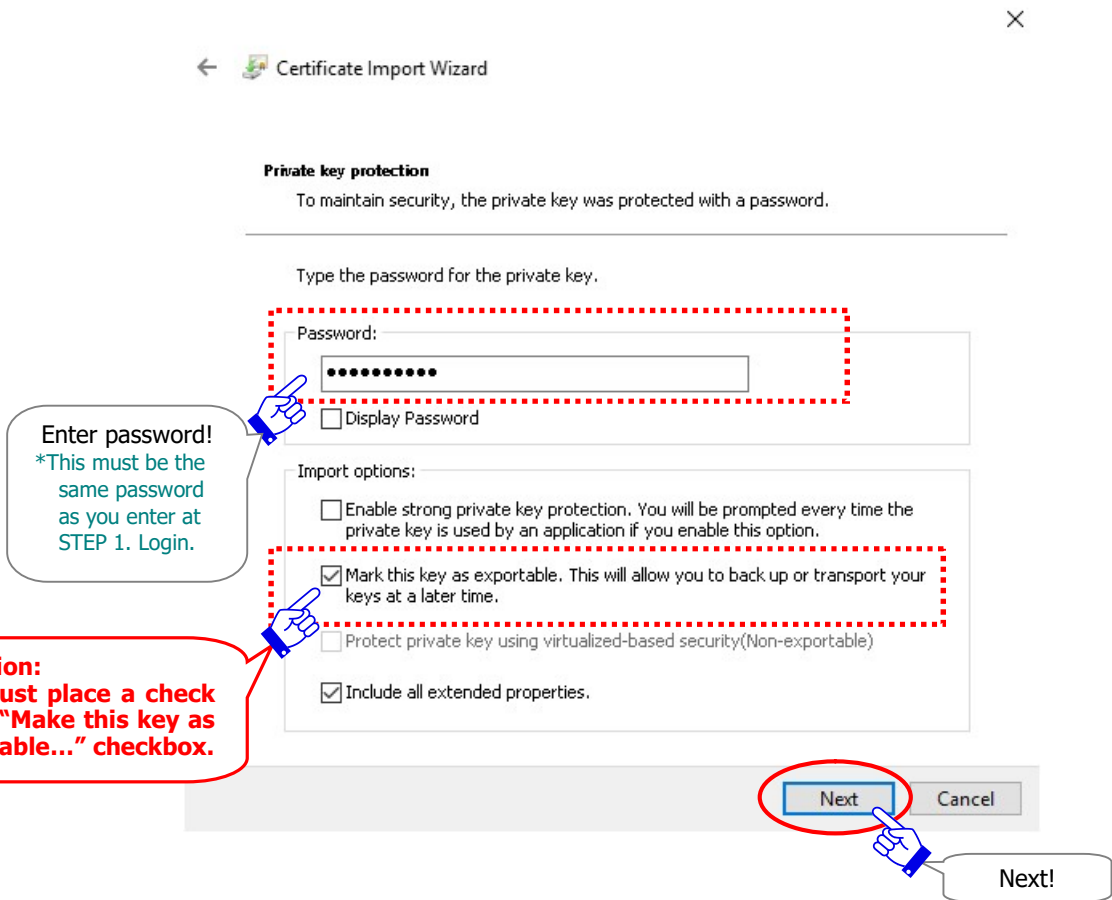 Certificate Import Wizard
Private key protection
To maintain security, the private key was protected with a password.
Type the password for the private key.
Password:
••••••••••
Display Password
Enter password!
*This must be the
same password
as you enter at
STEP 1. Login.
Import options:
Enable strong private key protection. You will be prompted every time the
private key is used by an application if you enable this option.
Mark this key as exportable. This will allow you to back up or transport your
keys at a later time.
Protect private key using virtualized-based security(Non-exportable)
Include all extended properties.
ion:
ust place a check
“Make this key as
able…” checkbox.
Next
Cancel
Next!